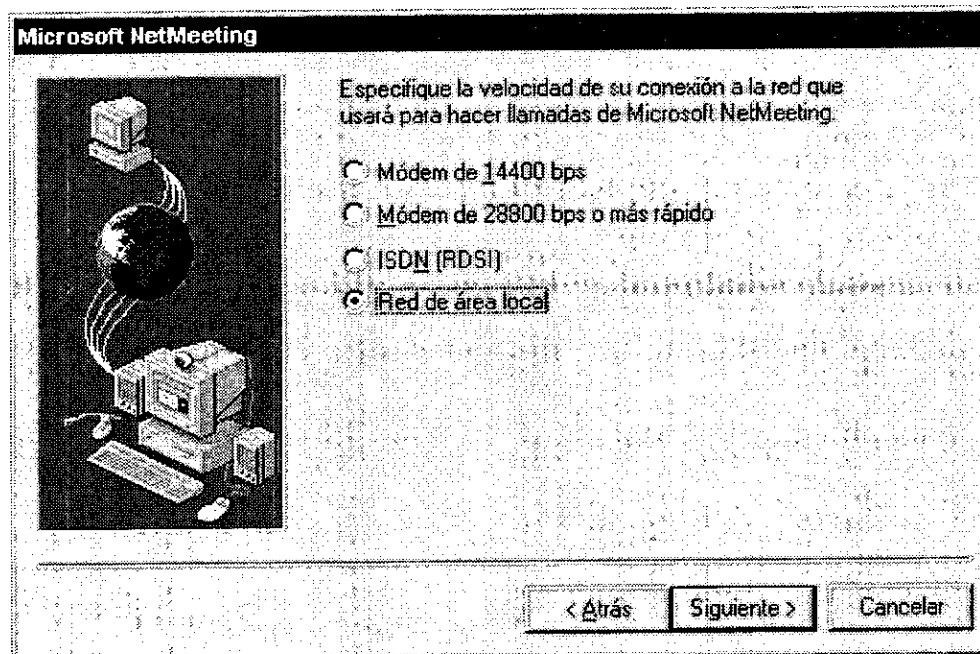 Microsoft NetMeeting
Especifique la velocidad de su conexión a la red que
usará para hacer llamadas de Microsoft NetMeeting.
Módem de 14400 bps
Módem de 28800 bps o más rápido
ISDN (RDSI)
Red de área local
< Atrás
Siguiente >
Cancelar